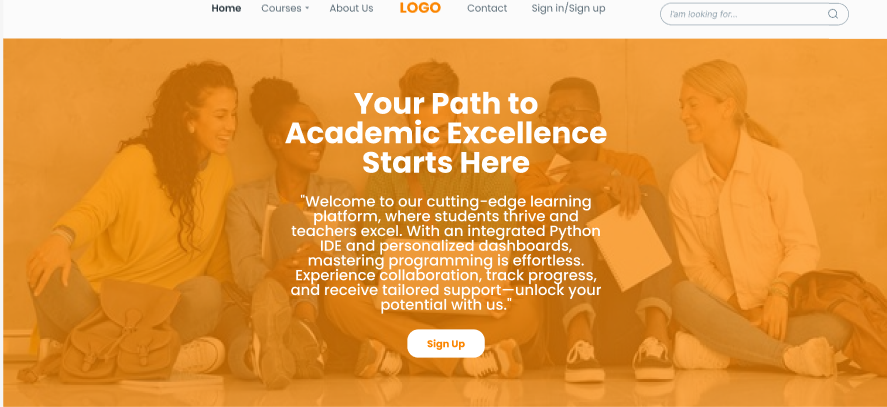 Home Courses About Us LOGO Contact Sign in/Sign up I'am looking for...
Your Path to
Academic Excellence
Starts Here
"Welcome to our cutting-edge learning
platform, where students thrive and
teachers excel. With an integrated Python
IDE and personalized dashboards,
mastering programming is effortless.
Experience collaboration, track progress,
and receive tailored support—unlock your
potential with us."
Sign Up